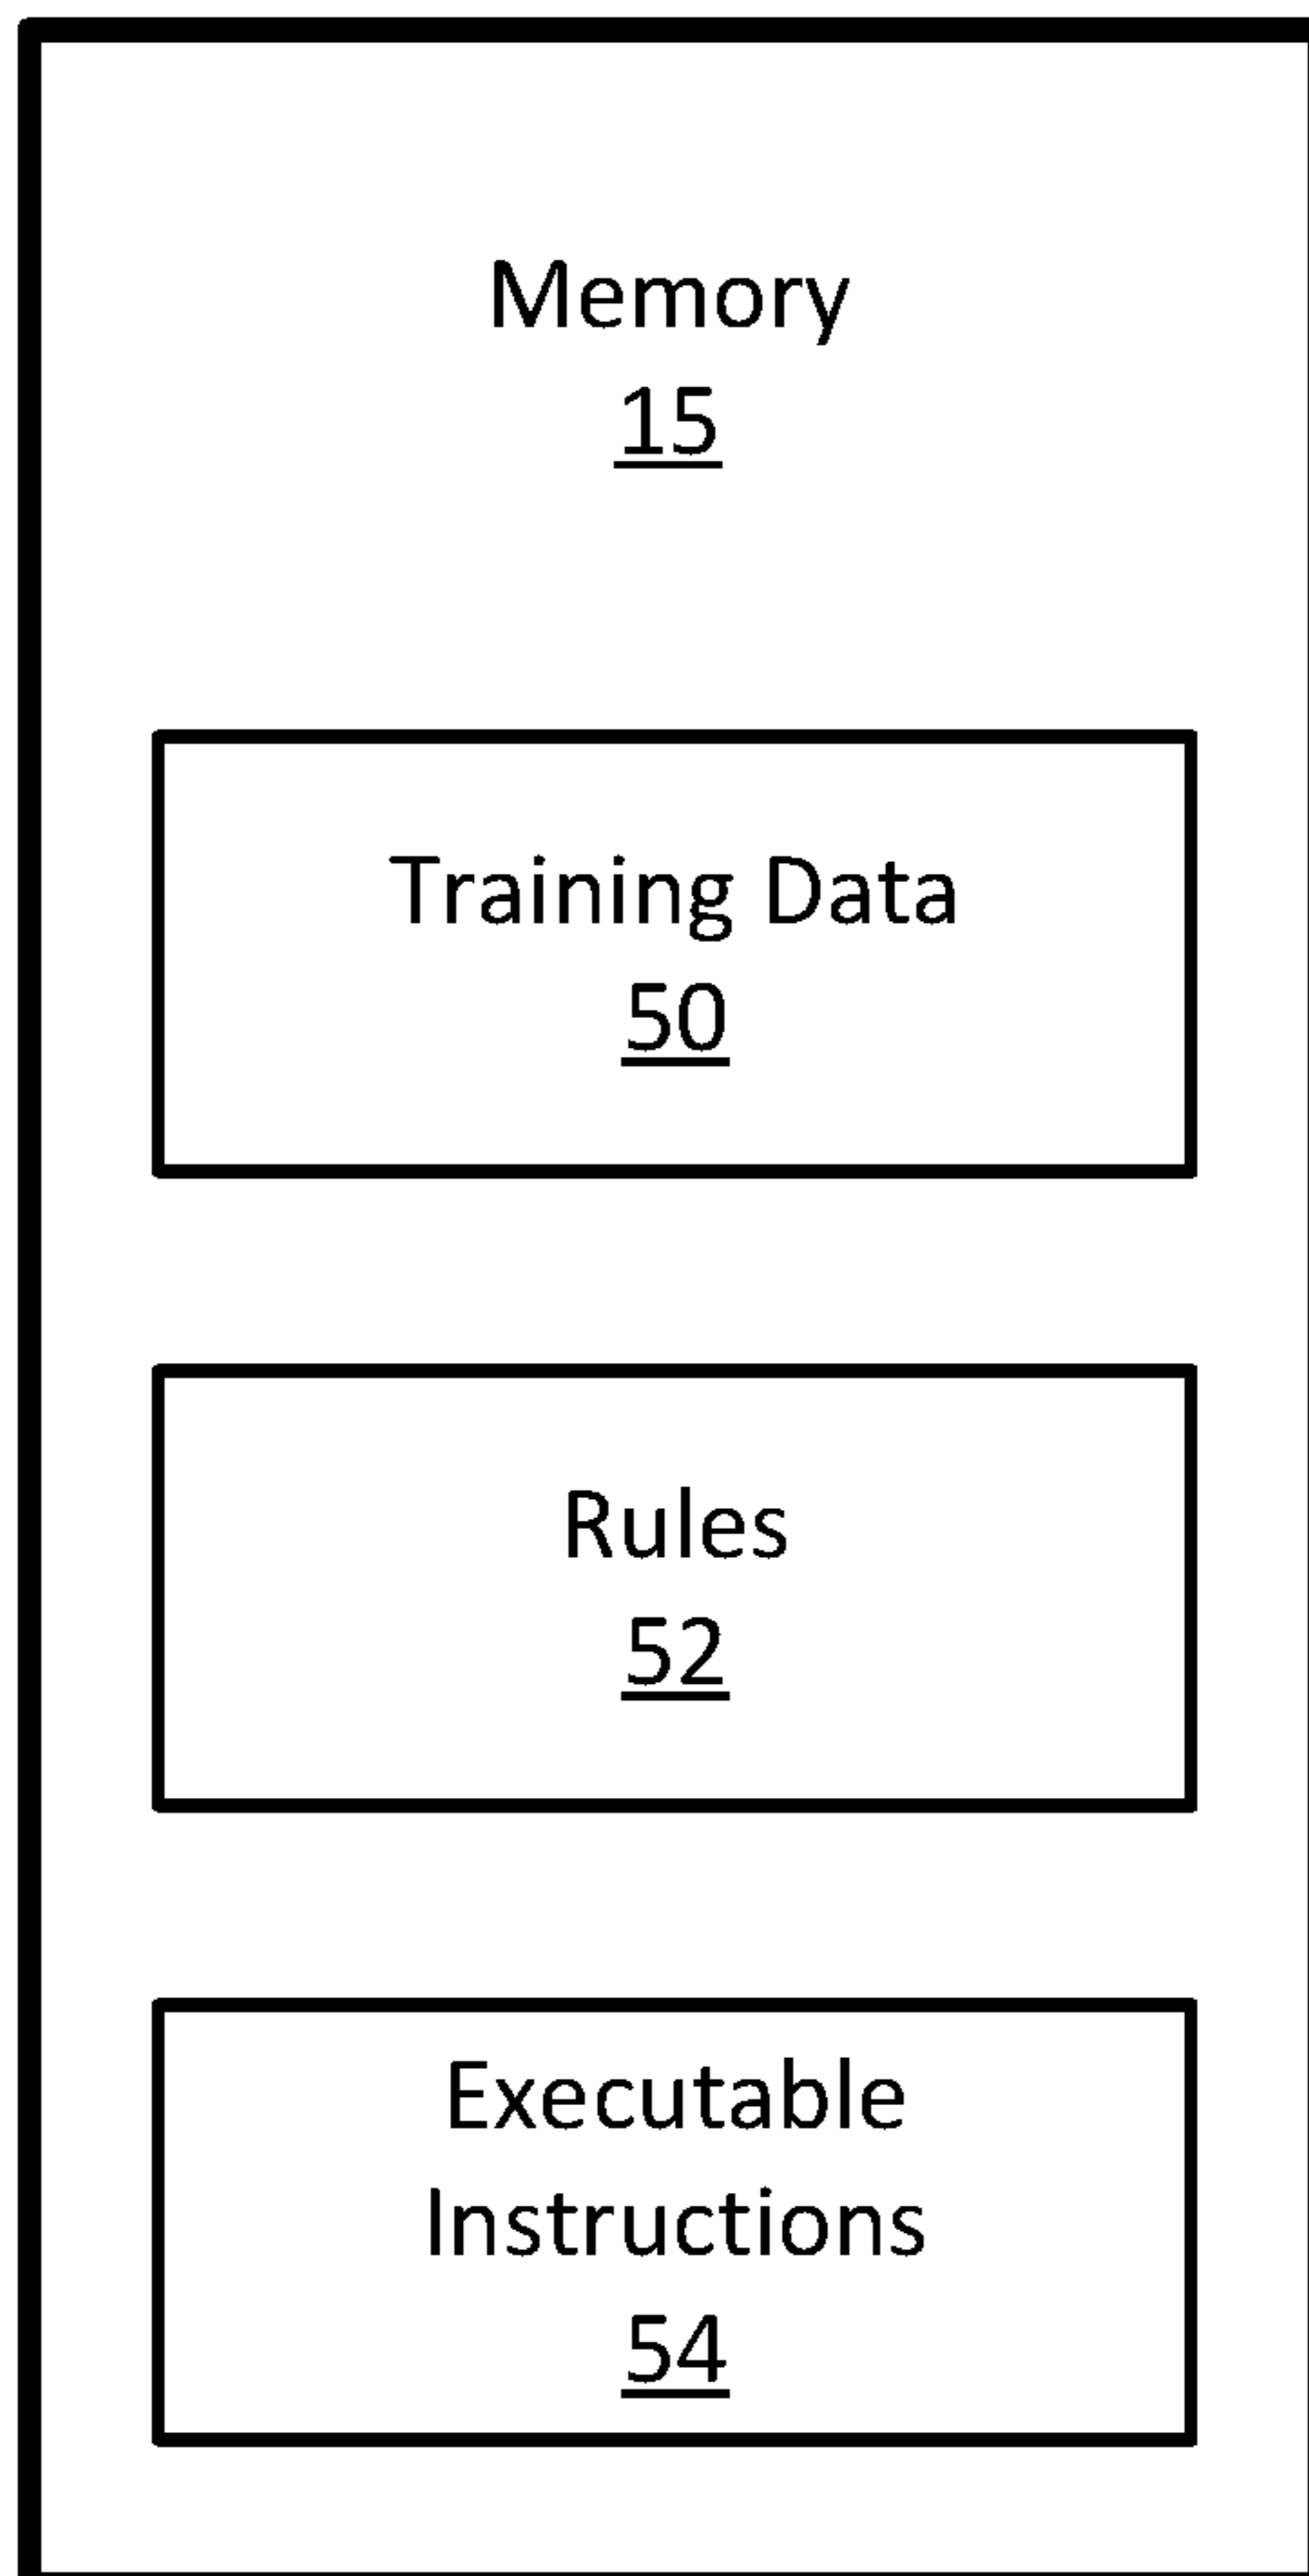 Memory
15
Training Data
50
Rules
52
Executable
Instructions
54